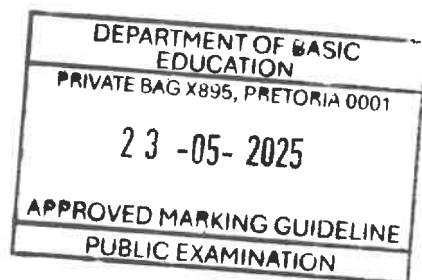 DEPARTMENT OF BASIC
EDUCATION
PRIVATE BAG X895, PRETORIA 0001
23 -05- 2025
APPROVED MARKING GUIDELINE
PUBLIC EXAMINATION